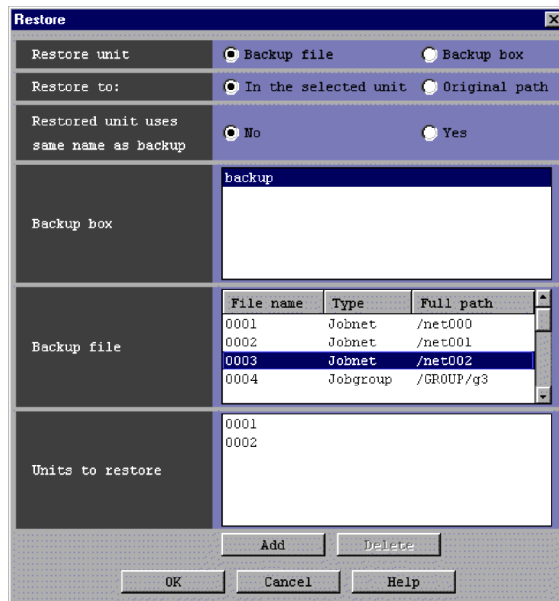 Restore
Restore unit
Backup file
Backup box
Restore to:
In the selected unit
Original path
Restored unit uses
same name as backup
No
Yes
Backup box
backup
Backup file
File name Type Full path
0001 Jobnet /net000
0002 Jobnet /net001
0003 Jobnet /net002
0004 Jobgroup /GROUP/g3
Units to restore
0001
0002
Add
Delete
OK
Cancel
Help